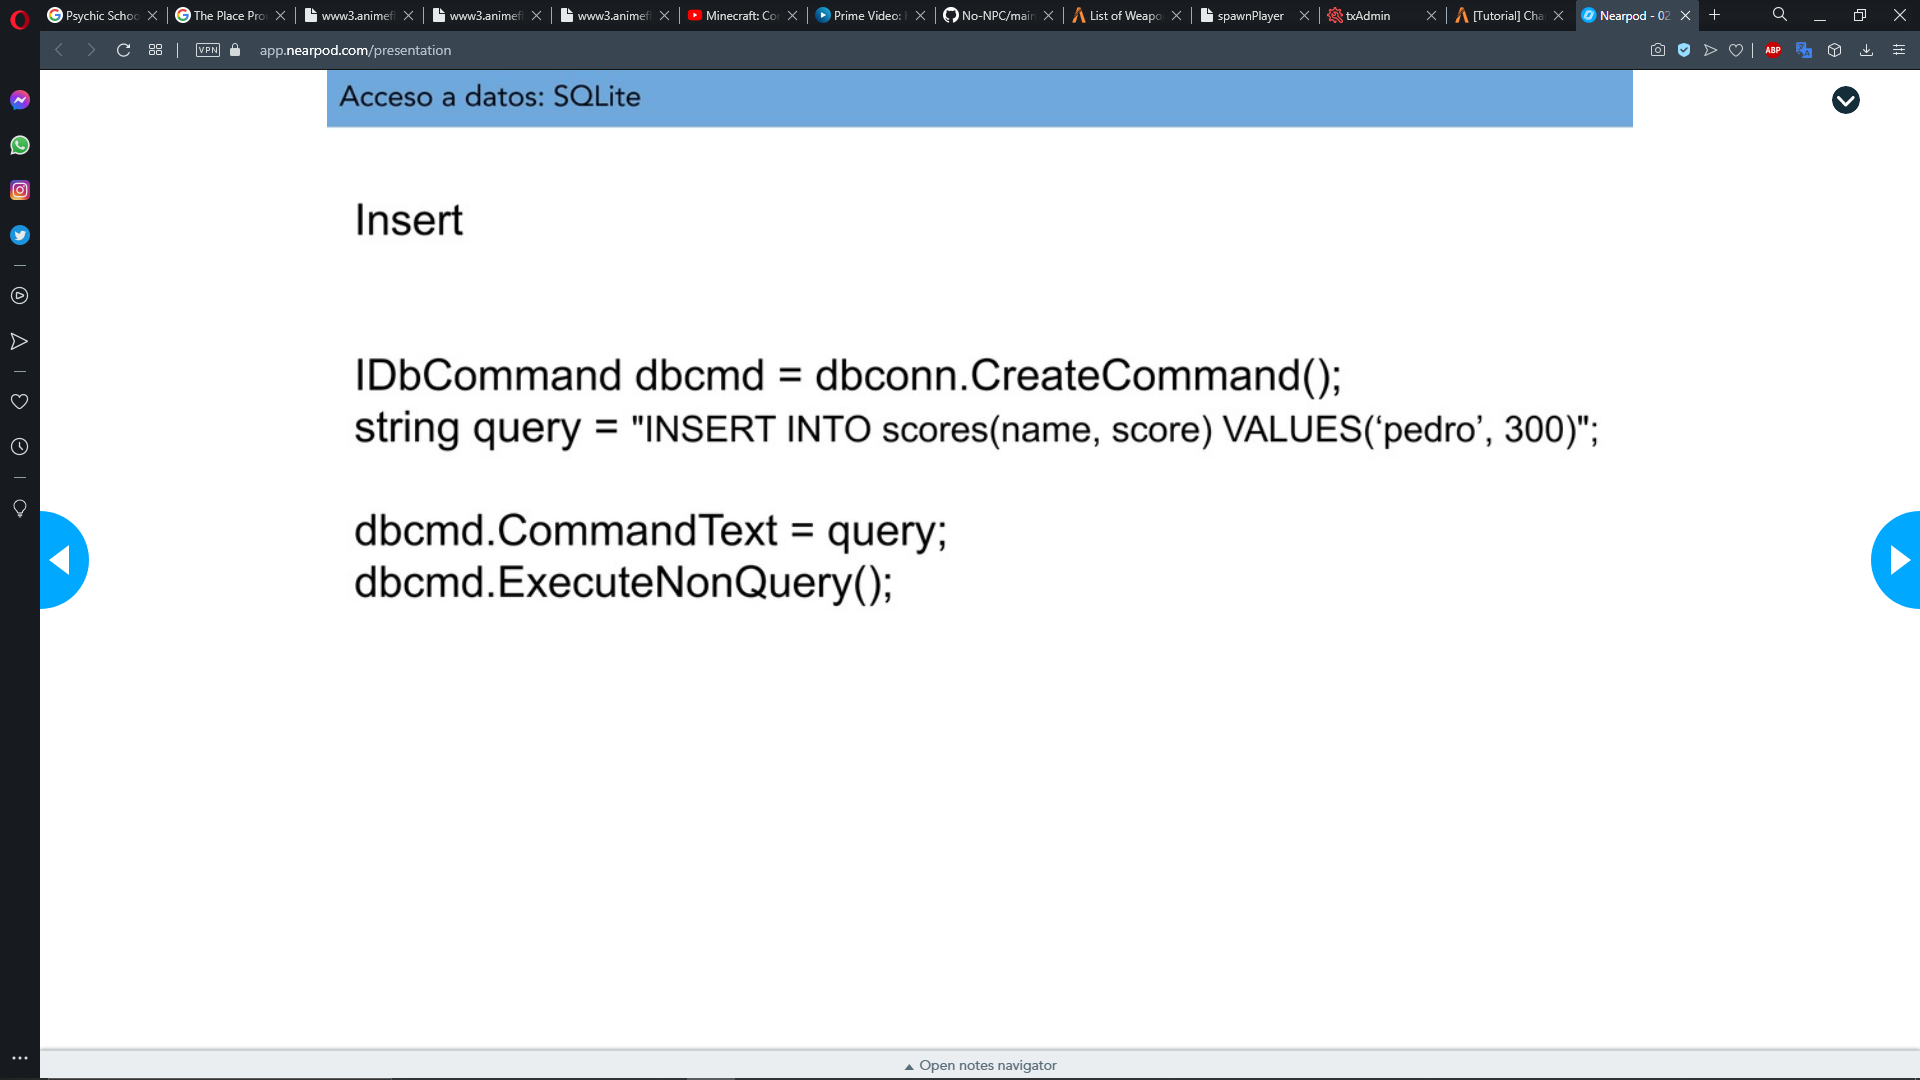 Psychic Schoo
The Place Pro
www3.animefl
www3.animefl
www3.animefl
Minecraft: Co
Prime Video:
No-NPC/main
List of Weapo
spawnPlayer
txAdmin
[Tutorial] Cha
Nearpod - 02
VPN
app.nearpod.com/presentation
ABP
Acceso a datos: SQLite
Insert
IDbCommand dbcmd = dbconn.CreateCommand();
string query = "INSERT INTO scores(name, score) VALUES(‘pedro’, 300)";
dbcmd.CommandText = query;
dbcmd.ExecuteNonQuery();
Open notes navigator